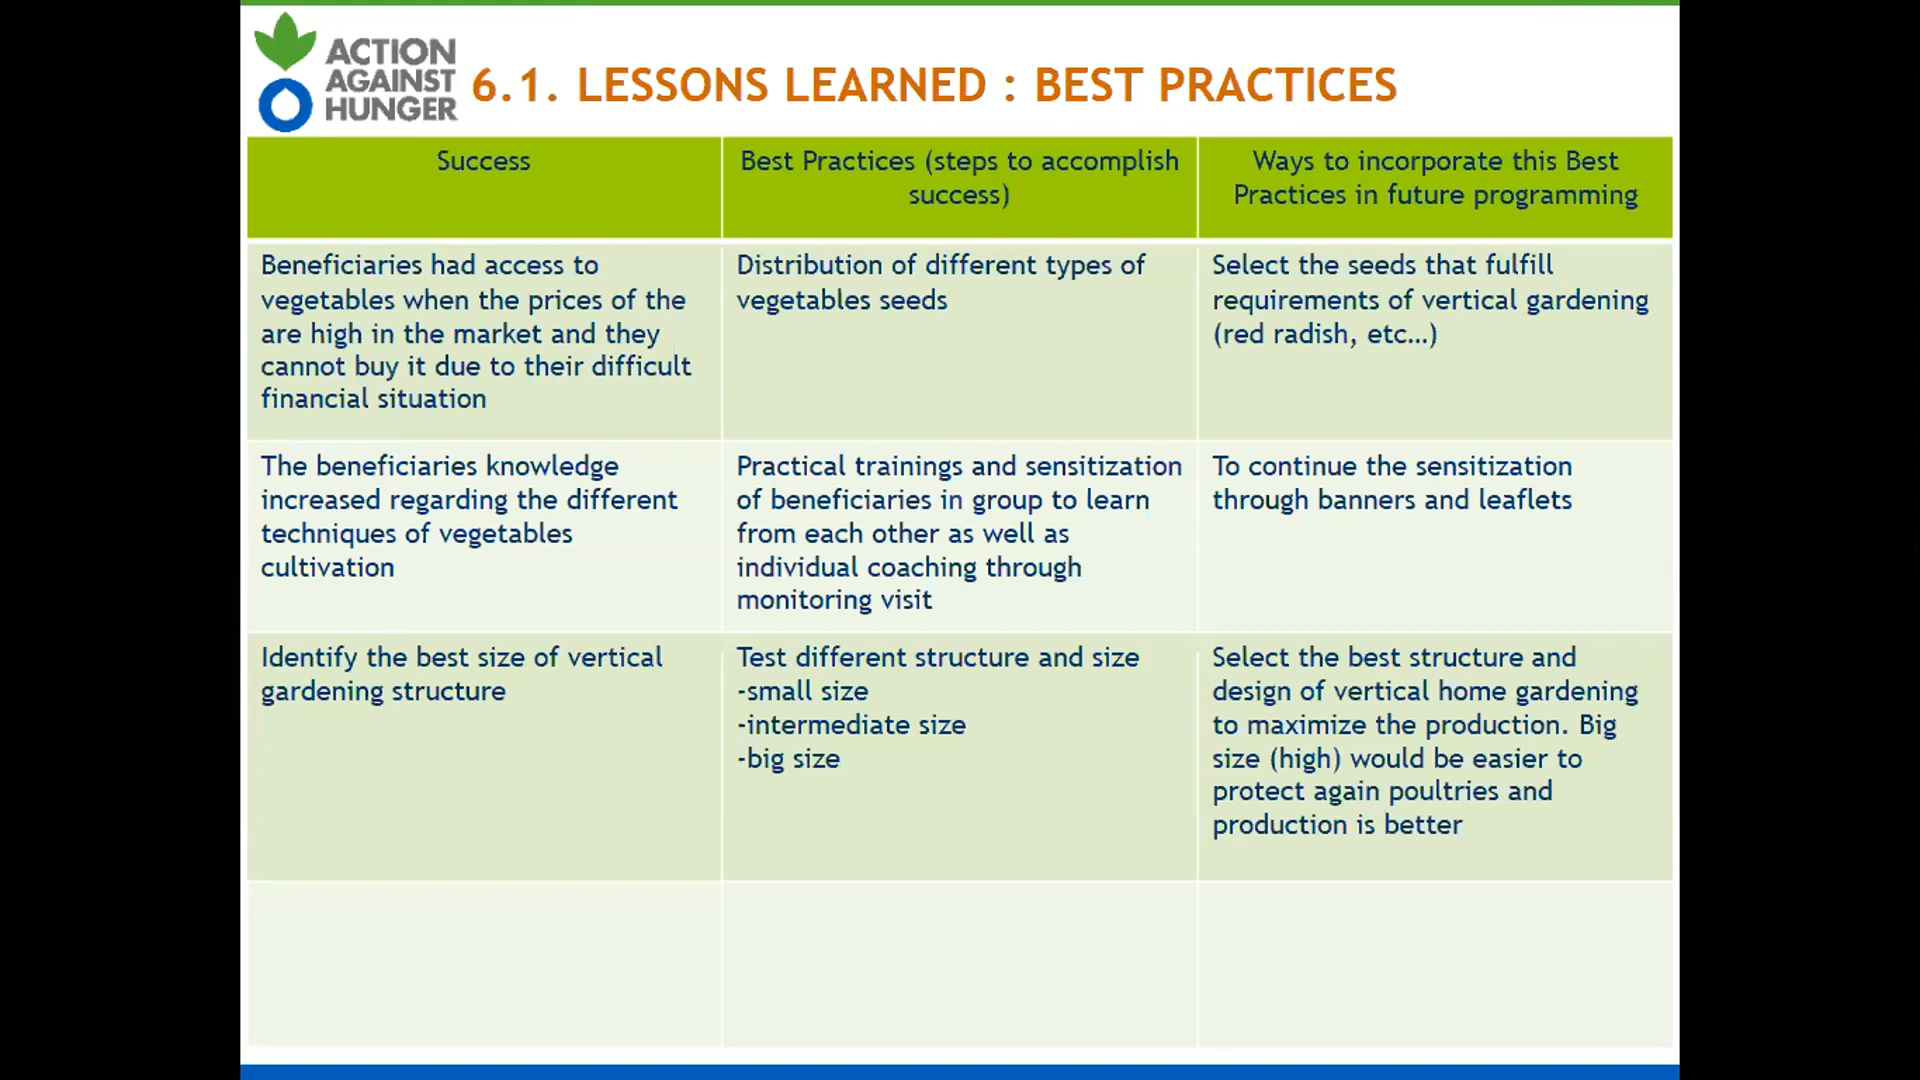 ACTION
AGAINST
HUNGER
6.1. LESSONS LEARNED : BEST PRACTICES
Success
Best Practices (steps to accomplish
success)
Ways to incorporate this Best
Practices in future programming
Beneficiaries had access to
vegetables when the prices of the
are high in the market and they
cannot buy it due to their difficult
financial situation
Distribution of different types of
vegetables seeds
Select the seeds that fulfill
requirements of vertical gardening
(red radish, etc...)
The beneficiaries knowledge
increased regarding the different
techniques of vegetables
cultivation
Practical trainings and sensitization
of beneficiaries in group to learn
from each other as well as
individual coaching through
monitoring visit
To continue the sensitization
through banners and leaflets
Identify the best size of vertical
gardening structure
Test different structure and size
-small size
-intermediate size
-big size
Select the best structure and
design of vertical home gardening
to maximize the production. Big
size (high) would be easier to
protect again poultries and
production is better